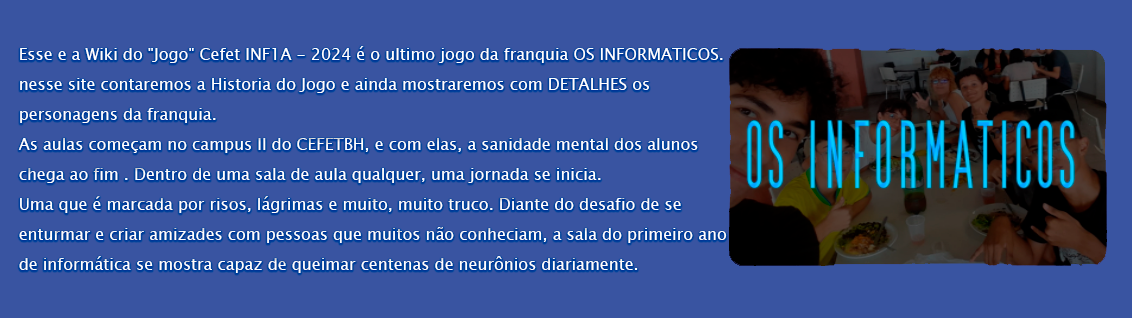 Esse e a Wiki do "Jogo" Cefet INF1A - 2024 é o ultimo jogo da franquia OS INFORMATICOS.
nesse site contaremos a Historia do Jogo e ainda mostraremos com DETALHES os
personagens da franquia.
As aulas começam no campus II do CEFETBH, e com elas, a sanidade mental dos alunos
chega ao fim . Dentro de uma sala de aula qualquer, uma jornada se inicia.
Uma que é marcada por risos, lágrimas e muito, muito truco. Diante do desafio de se
enturmar e criar amizades com pessoas que muitos não conheciam, a sala do primeiro ano
de informática se mostra capaz de queimar centenas de neurônios diariamente.
OS INFORMATICOS